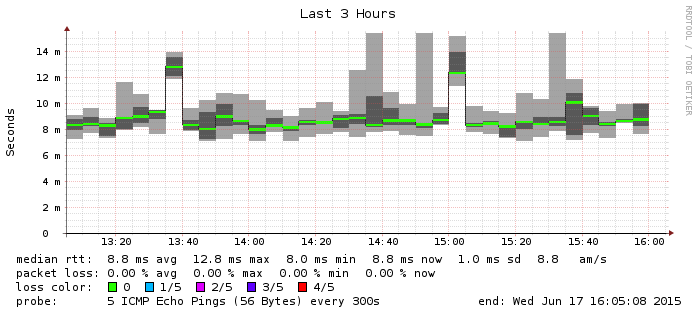 Last 3 Hours
RRDTOOL / TOBI OETIKER
Seconds
14 m
12 m
10 m
8 m
6 m
4 m
2 m
0
13:20 13:40 14:00 14:20 14:40 15:00 15:20 15:40 16:00
median rtt: 8.8 ms avg 12.8 ms max 8.0 ms min 8.8 ms now 1.0 ms sd 8.8 am/s
packet loss: 0.00 % avg 0.00 % max 0.00 % min 0.00 % now
loss color: 0 1/5 2/5 3/5 4/5
probe: 5 ICMP Echo Pings (56 Bytes) every 300s end: Wed Jun 17 16:05:08 2015